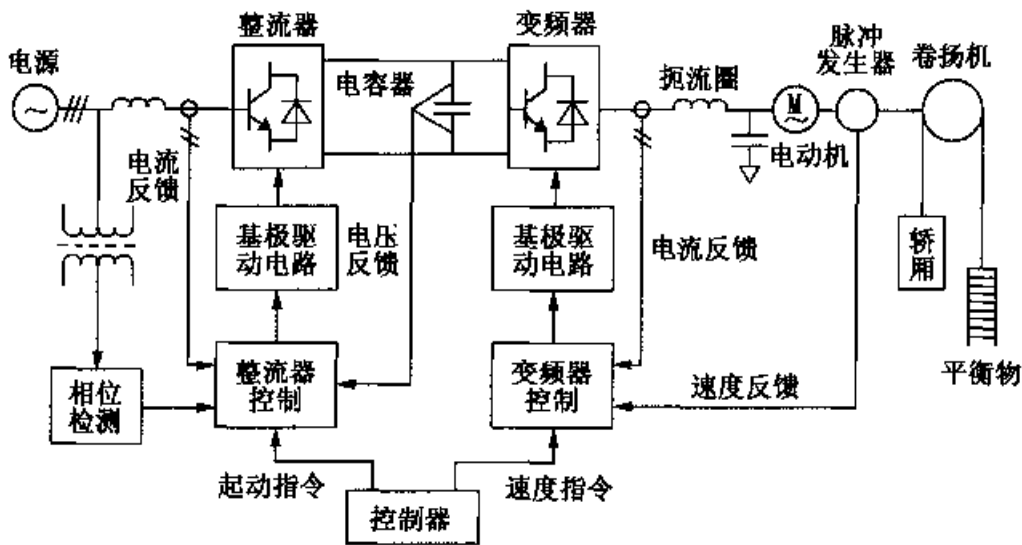 整流器
变频器
脉冲
发生器
卷扬机
电源
电容器
扼流圈
M
电动机
电流
反馈
基极驱
动电路
电压
反馈
基极驱
动电路
电流反馈
轿
厢
平衡物
相位
检测
整流器
控制
变频器
控制
速度反馈
起动指令
速度指令
控制器